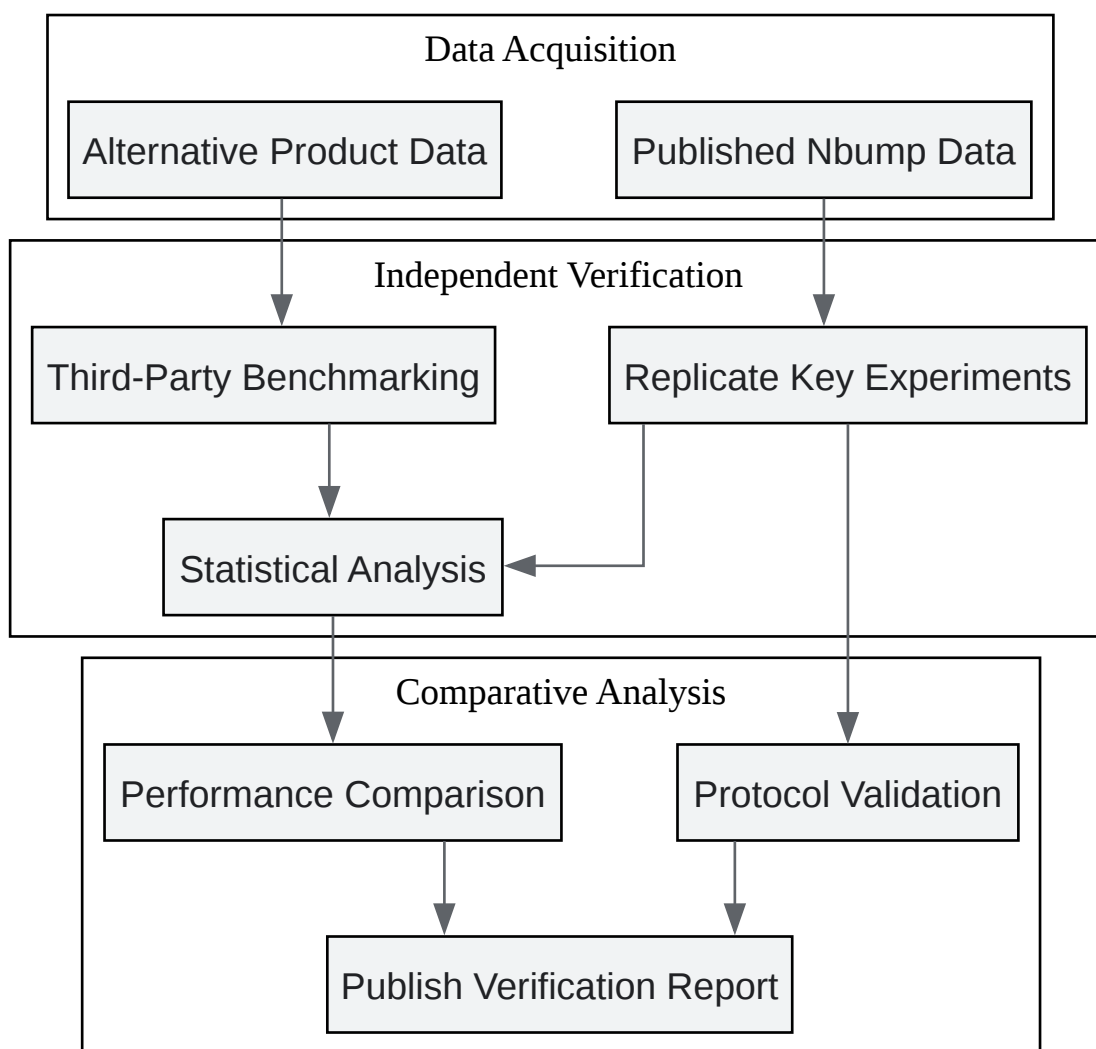 Data Acquisition
Alternative Product Data
Published Nbump Data
Independent Verification
Third-Party Benchmarking
Replicate Key Experiments
Statistical Analysis
Comparative Analysis
Performance Comparison
Protocol Validation
Publish Verification Report